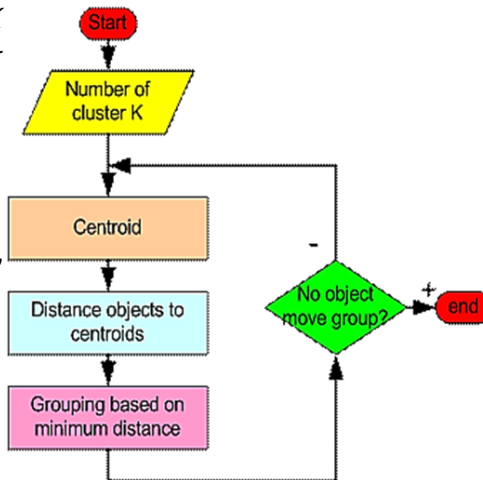 Start
Number of
cluster K
Centroid
Distance objects to
centroids
Grouping based on
minimum distance
-
No object
move group?
+
end